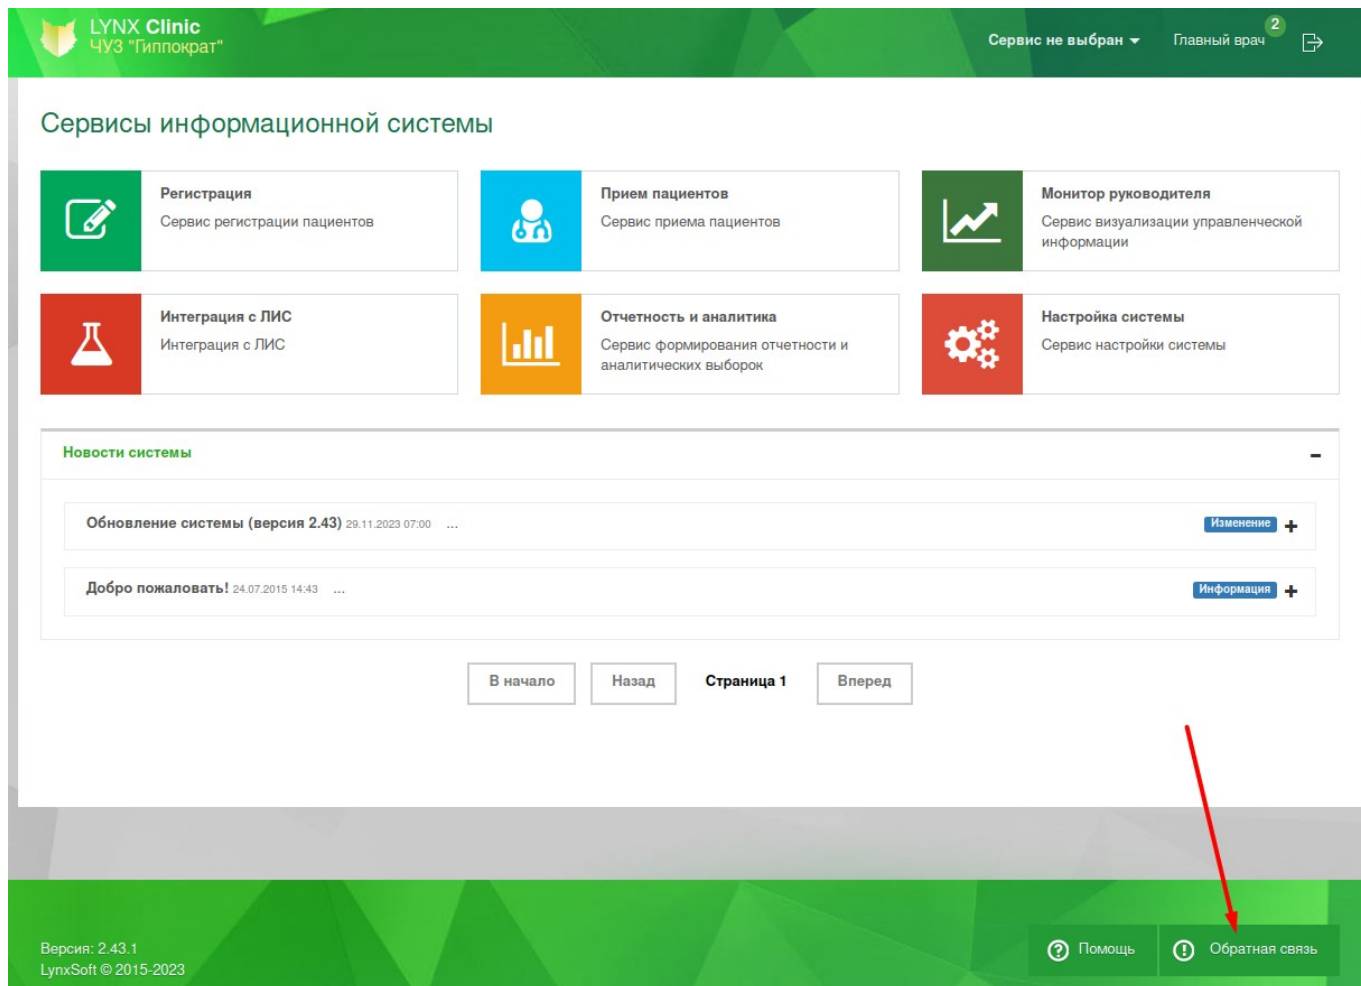 LYNX Clinic
ЧУЗ "Гиппократ"
Сервис не выбран
Главный врач
2
Сервисы информационной системы
Регистрация
Сервис регистрации пациентов
Прием пациентов
Сервис приема пациентов
Монитор руководителя
Сервис визуализации управленческой
информации
Интеграция с ЛИС
Интеграция с ЛИС
Отчетность и аналитика
Сервис формирования отчетности и
аналитических выборок
Настройка системы
Сервис настройки системы
Новости системы
Обновление системы (версия 2.43) 29.11.2023 07:00 ...
Изменение
Добро пожаловать! 24.07.2015 14:43 ...
Информация
В начало
Назад
Страница 1
Вперед
Версия: 2.43.1
LynxSoft © 2015-2023
Помощь
Обратная связь